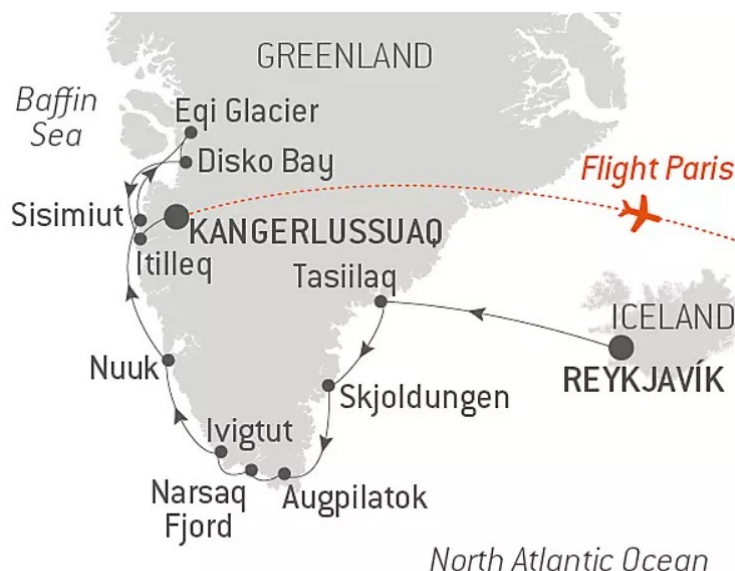 GREENLAND
Baffin
Sea
Eqi Glacier
Disko Bay
Flight Paris
Sisimiut
KANGERLUSSUAQ
Itilleq
Tasiilaq
ICELAND
REYKJAVÍK
Nuuk
Skjoldungen
Ivigtut
Narsaq
Fjord
Augpilatok
North Atlantic Ocean